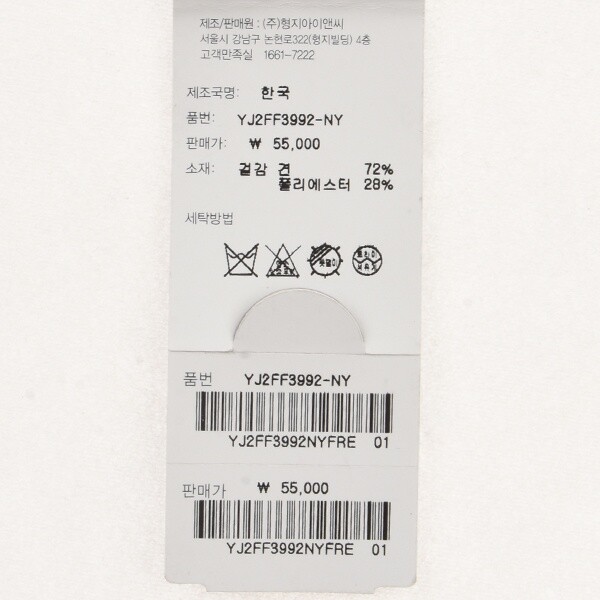 제조/판매원 : (주)형지아이앤씨
서울시 강남구 논현로322(형지빌딩) 4층
고객만족실 1661-7222
제조국명: 한국
품번: YJ2FF3992-NY
판매가: ₩ 55,000
소재: 겉감 견 72%
폴리에스터 28%
세탁방법
드라이
품번 YJ2FF3992-NY
YJ2FF3992NYFRE 01
판매가 ₩ 55,000
YJ2FF3992NYFRE 01